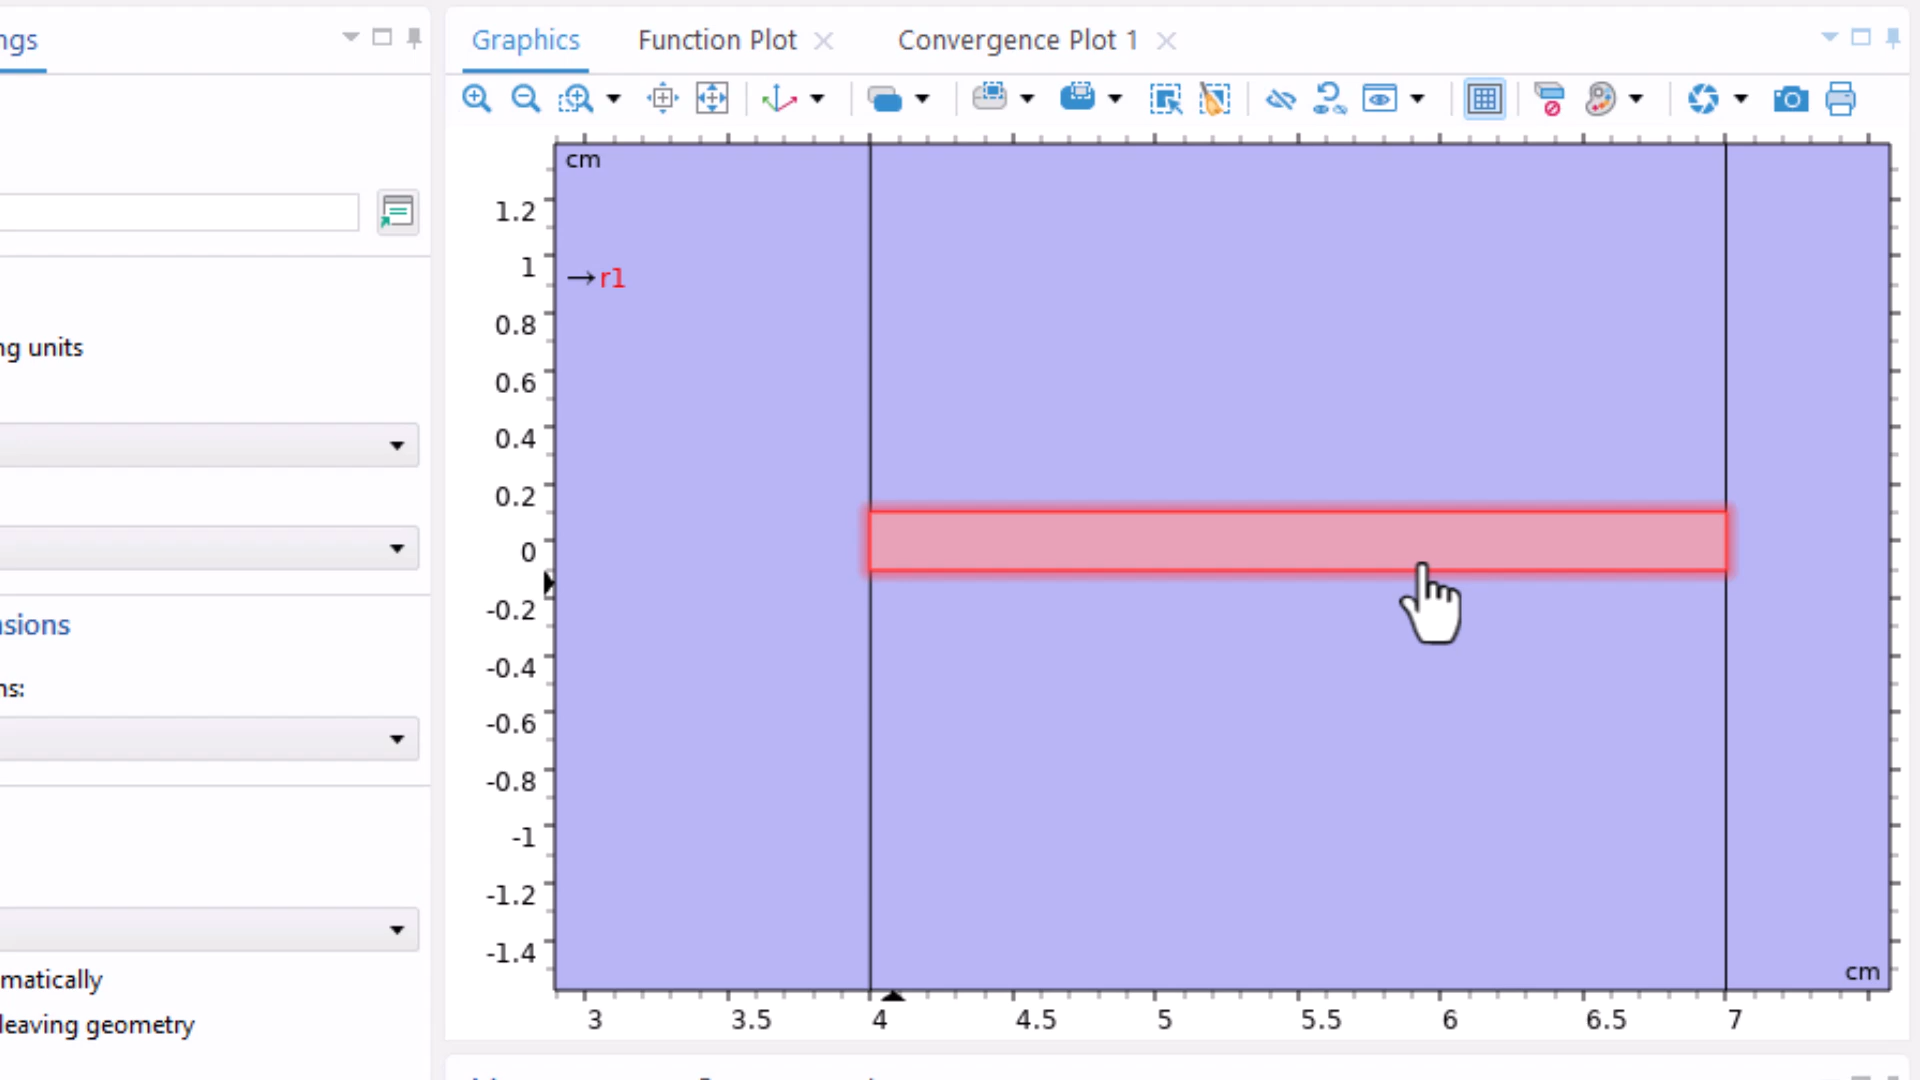 ngs
Graphics
Function Plot
Convergence Plot 1
cm
1.2
1
r1
0.8
ng units
0.6
0.4
0.2
0
-0.2
nsions
-0.4
ns:
-0.6
-0.8
-1
-1.2
-1.4
cm
matically
leaving geometry
3
3.5
4
4.5
5
5.5
6
6.5
7